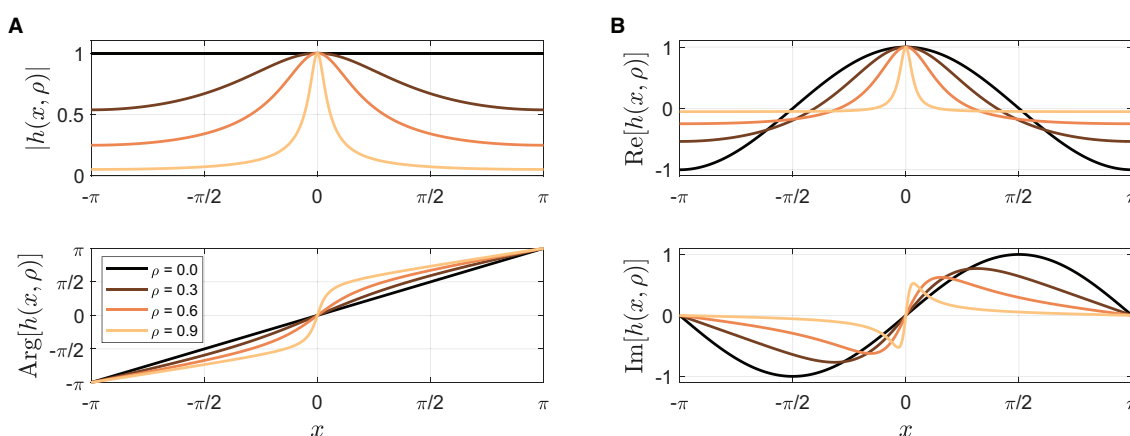 A
|h(x, ρ)|
1
0.5
0
-π -π/2 0 π/2 π
Arg[h(x, ρ)]
π
π/2
0
-π/2
-π
ρ = 0.0
ρ = 0.3
ρ = 0.6
ρ = 0.9
-π -π/2 0 π/2 π
x
B
Re[h(x, ρ)]
1
0
-1
-π -π/2 0 π/2 π
Im[h(x, ρ)]
1
0
-1
-π -π/2 0 π/2 π
x